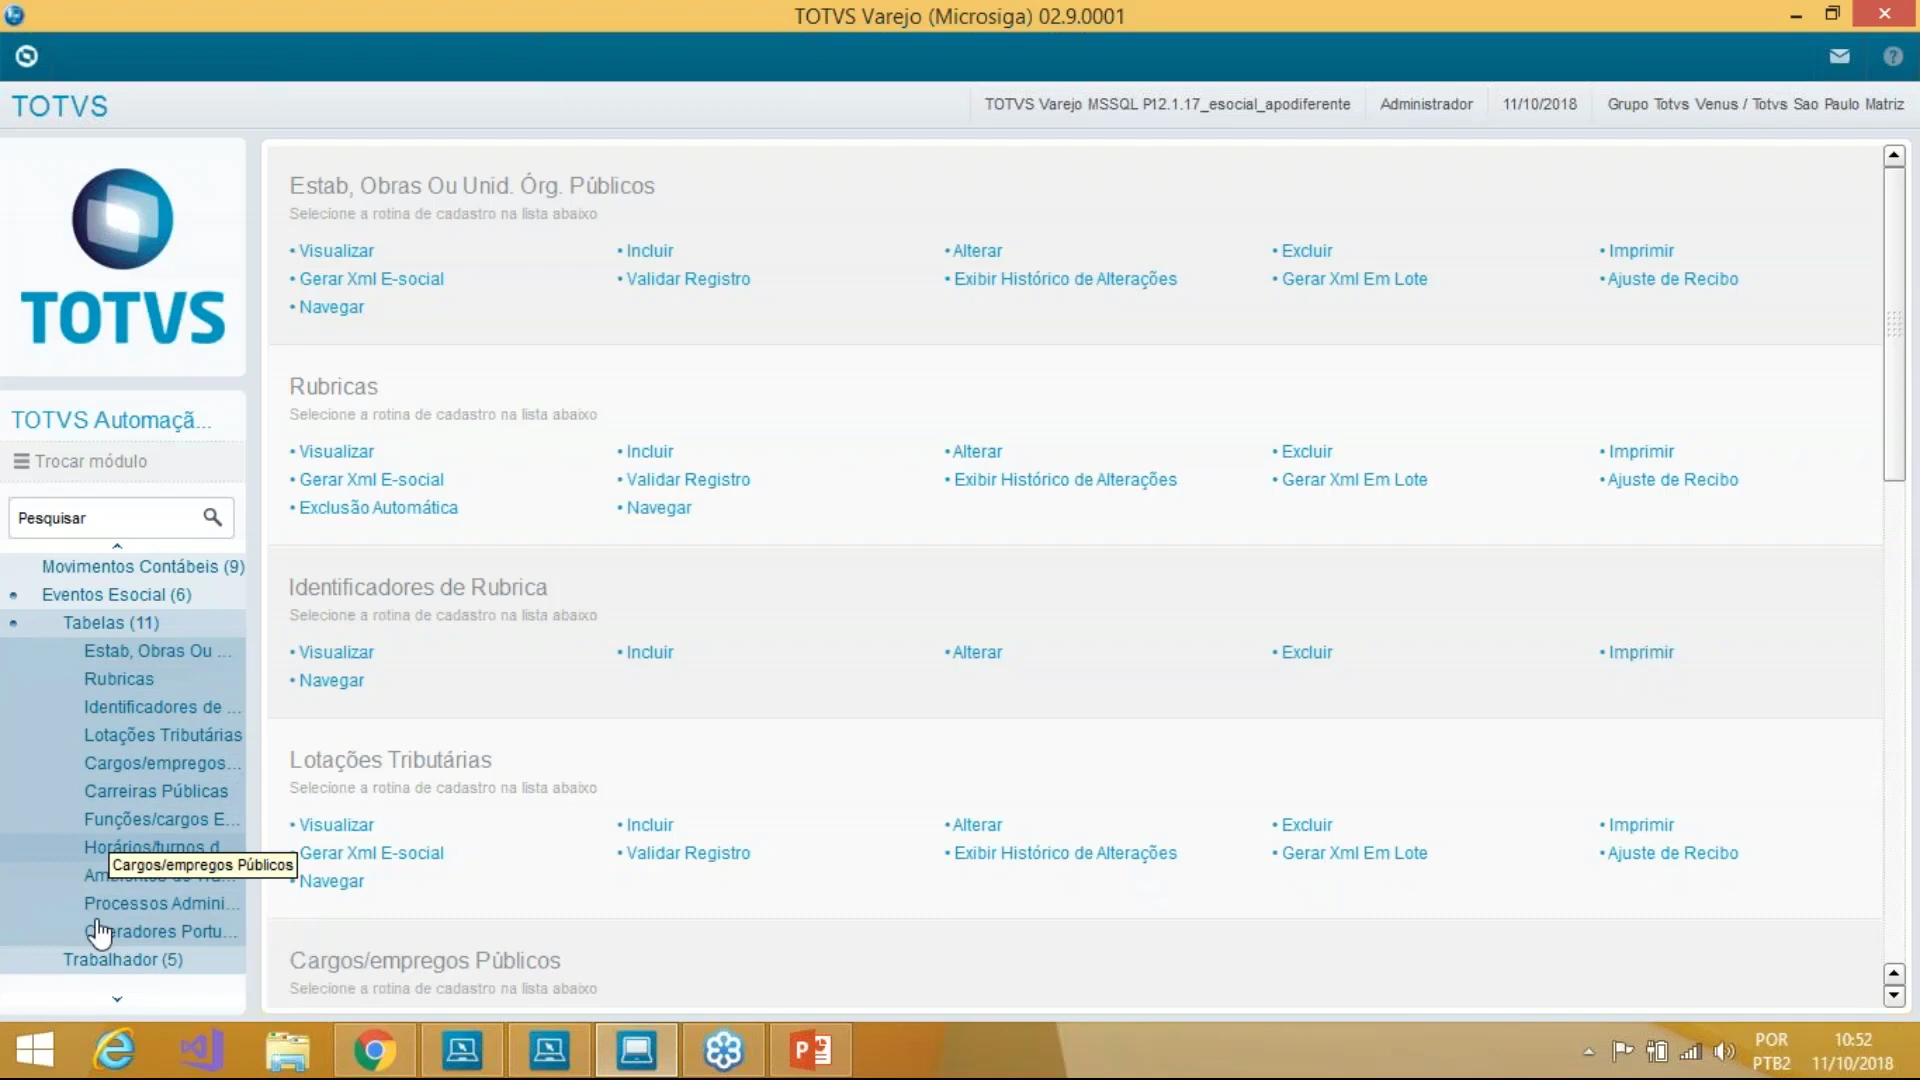 TOTVS Varejo (Microsiga) 02.9.0001
TOTVS
TOTVS Varejo MSSQL P12.1.17_esocial_apodiferente
Administrador
11/10/2018
Grupo Totvs Venus / Totvs Sao Paulo Matriz
TOTVS
TOTVS Automaçã...
Trocar módulo
Pesquisar
Movimentos Contábeis (9)
Eventos Esocial (6)
Tabelas (11)
Estab, Obras Ou ...
Rubricas
Identificadores de ...
Lotações Tributárias
Cargos/empregos...
Carreiras Públicas
Funções/cargos E...
Horários/turnos d
Cargos/empregos Públicos
Processos Admini...
Portu...
Trabalhador (5)
Estab, Obras Ou Unid. Órg. Públicos
Selecione a rotina de cadastro na lista abaixo
• Visualizar • Incluir • Alterar • Excluir • Imprimir
• Gerar Xml E-social • Validar Registro • Exibir Histórico de Alterações • Gerar Xml Em Lote • Ajuste de Recibo
• Navegar
Rubricas
Selecione a rotina de cadastro na lista abaixo
• Visualizar • Incluir • Alterar • Excluir • Imprimir
• Gerar Xml E-social • Validar Registro • Exibir Histórico de Alterações • Gerar Xml Em Lote • Ajuste de Recibo
• Exclusão Automática • Navegar
Identificadores de Rubrica
Selecione a rotina de cadastro na lista abaixo
• Visualizar • Incluir • Alterar • Excluir • Imprimir
• Navegar
Lotações Tributárias
Selecione a rotina de cadastro na lista abaixo
• Visualizar • Incluir • Alterar • Excluir • Imprimir
Gerar Xml E-social • Validar Registro • Exibir Histórico de Alterações • Gerar Xml Em Lote • Ajuste de Recibo
• Navegar
Cargos/empregos Públicos
Selecione a rotina de cadastro na lista abaixo
POR
PTB2
10:52
11/10/2018